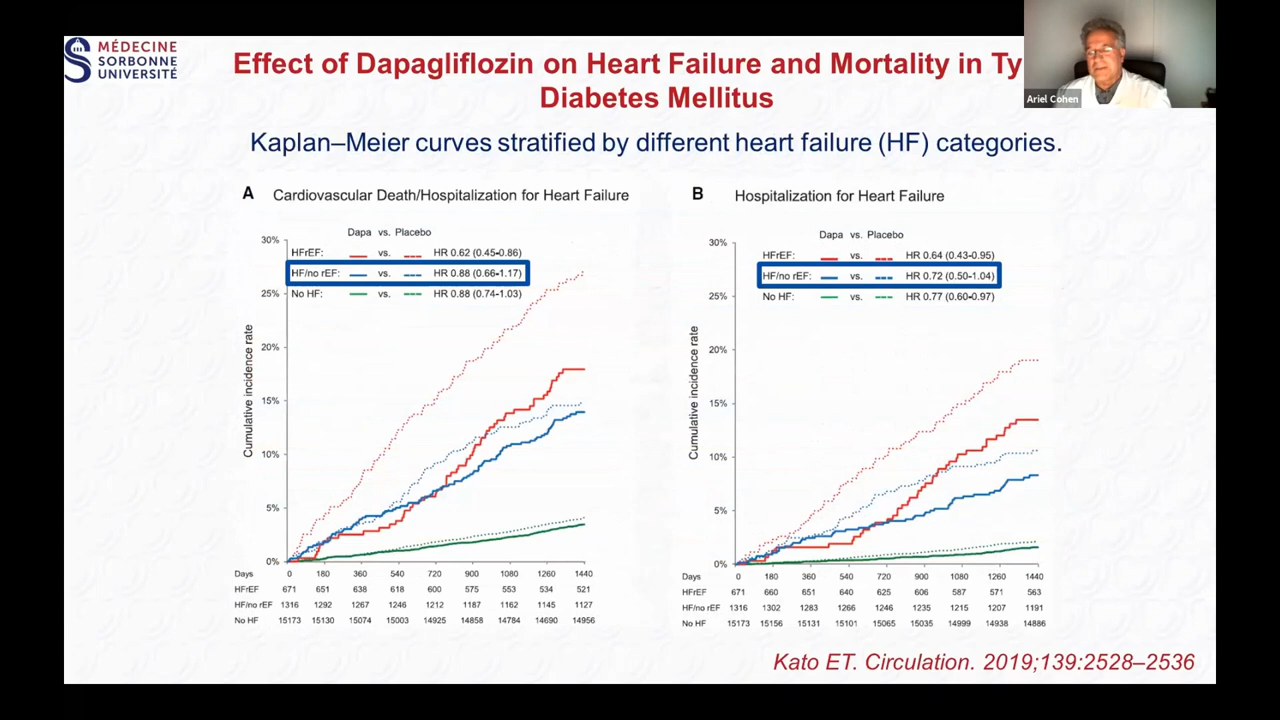 MÉDECINE
SORBONNE
UNIVERSITÉ
Effect of Dapagliflozin on Heart Failure and Mortality in Ty
Diabetes Mellitus
Ariel Cohen
Kaplan–Meier curves stratified by different heart failure (HF) categories.
A Cardiovascular Death/Hospitalization for Heart Failure
Dapa vs. Placebo
HFrEF: vs. HR 0.62 (0.45-0.86)
HF/no rEF: vs. HR 0.88 (0.66-1.17)
No HF: vs. HR 0.88 (0.74-1.03)
30%
25%
20%
15%
10%
5%
0%
Cumulative incidence rate
Days 0 180 360 540 720 900 1080 1260 1440
HFrEF 671 651 638 618 600 575 553 534 521
HF/no rEF 1316 1292 1267 1246 1212 1187 1162 1145 1127
No HF 15173 15130 15074 15003 14925 14858 14784 14690 14956
B Hospitalization for Heart Failure
Dapa vs. Placebo
HFrEF: vs. HR 0.64 (0.43-0.95)
HF/no rEF: vs. HR 0.72 (0.50-1.04)
No HF: vs. HR 0.77 (0.60-0.97)
30%
25%
20%
15%
10%
5%
0%
Cumulative incidence rate
Days 0 180 360 540 720 900 1080 1260 1440
HFrEF 671 660 651 640 625 606 587 571 563
HF/no rEF 1316 1302 1283 1266 1246 1235 1215 1207 1191
No HF 15173 15156 15131 15101 15065 15035 14999 14938 14886
Kato ET. Circulation. 2019;139:2528–2536